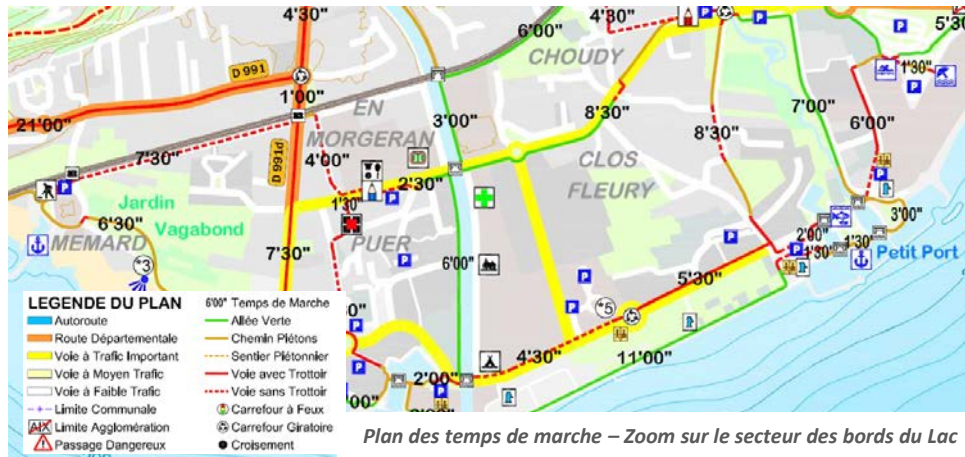 4'30"
6'00"
4'30"
5'30"
CHOUDY
D 991
1'00"
EN
MORGERAN
3'00"
8'30"
8'30"
7'00"
1'30"
6'00"
21'00"
7'30"
D 991d
4'00"
2'30"
1'30"
CLOS
FLEURY
Jardin
Vagabond
6'30"
MEMARD
*3
7'30"
PUER
6'00"
3'00"
2'00"
1'30"
1'30"
Petit Port
5'30"
*5
4'30"
11'00"
2'00"
LEGENDE DU PLAN
Autoroute
Route Départementale
Voie à Trafic Important
Voie à Moyen Trafic
Voie à Faible Trafic
Limite Communale
AIX Limite Agglomération
Passage Dangereux
6'00" Temps de Marche
Allée Verte
Chemin Piétons
Sentier Piétonnier
Voie avec Trottoir
Voie sans Trottoir
Carrefour à Feux
Carrefour Giratoire
Croisement
Plan des temps de marche – Zoom sur le secteur des bords du Lac